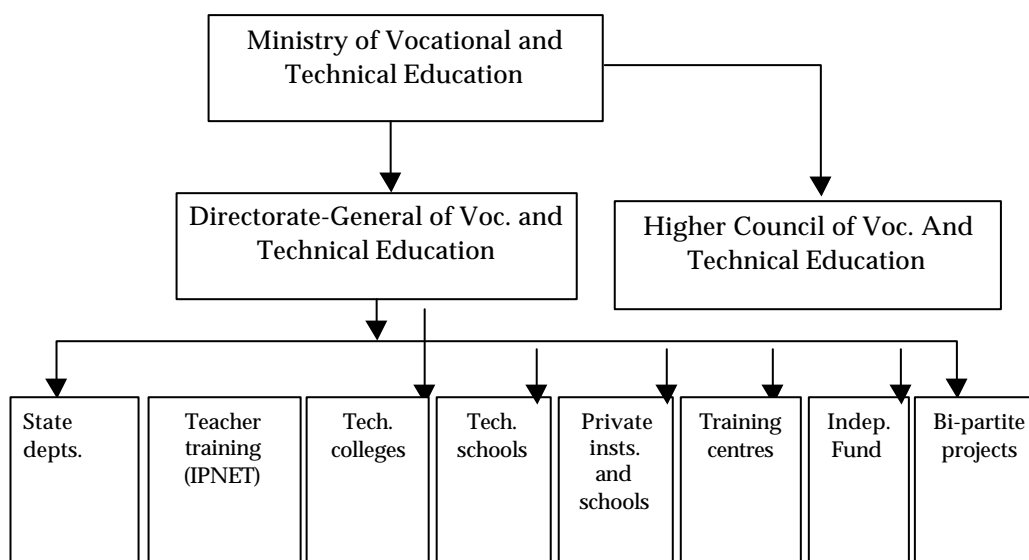 Ministry of Vocational and
Technical Education
Directorate-General of Voc. and
Technical Education
Higher Council of Voc. And
Technical Education
State
depts.
Teacher
training
(IPNET)
Tech.
colleges
Tech.
schools
Private
insts.
and
schools
Training
centres
Indep.
Fund
Bi-partite
projects